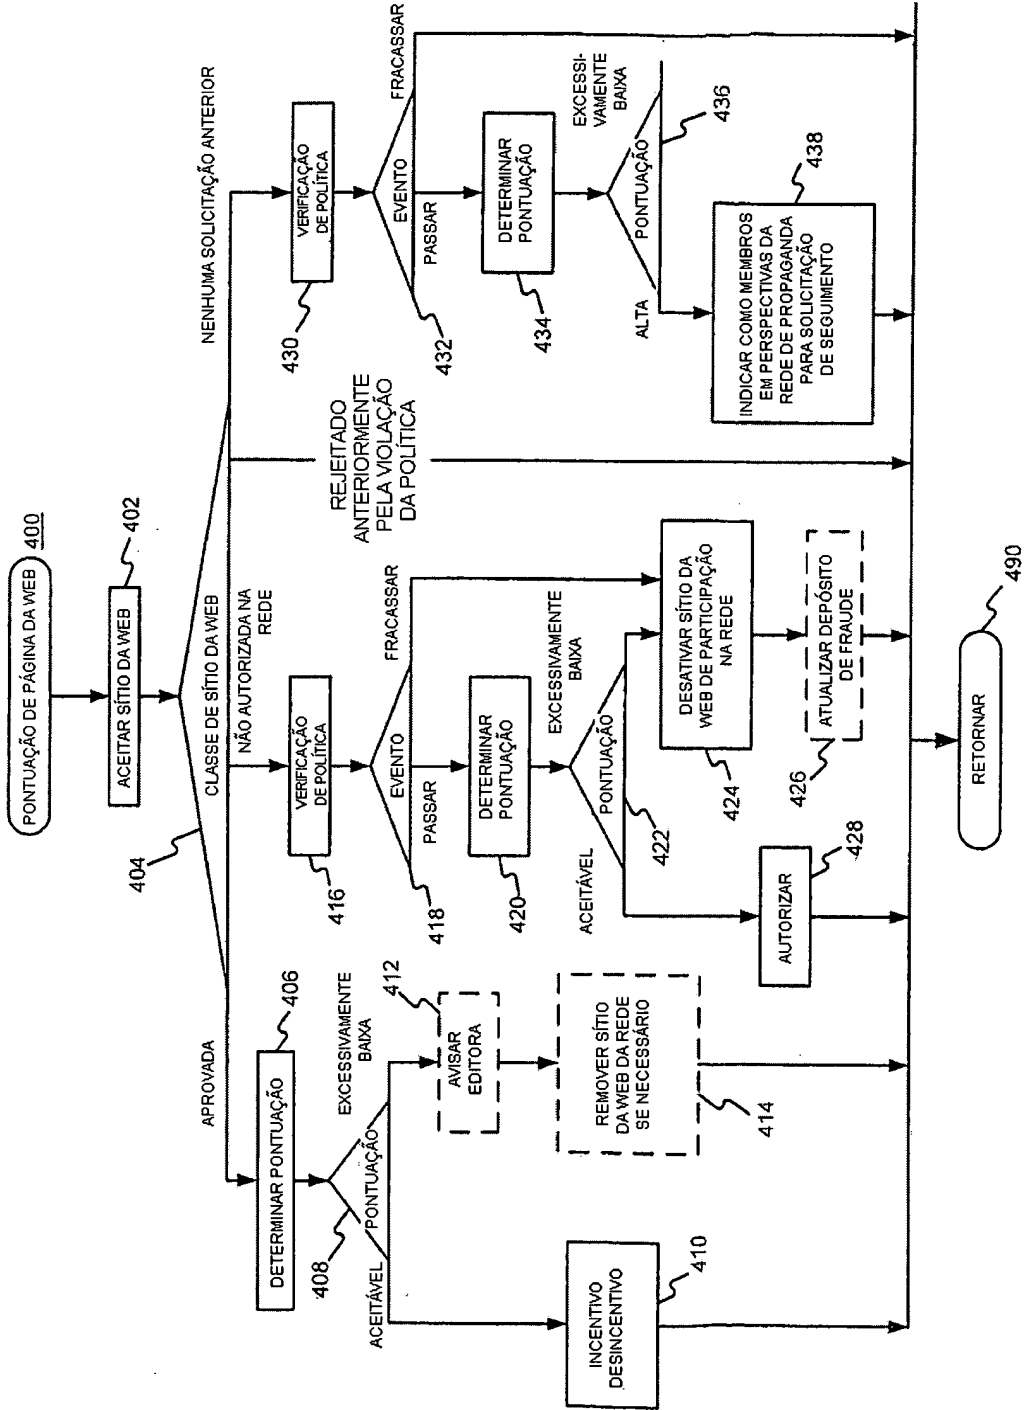 PONTUAÇÃO DE PÁGINA DA WEB
400
ACEITAR SÍTIO DA WEB
402
CLASSE DE SÍTIO DA WEB
404
APROVADA
DETERMINAR PONTUAÇÃO
406
PONTUAÇÃO
408
ACEITÁVEL
EXCESSIVAMENTE
BAIXA
INCENTIVO
DESINCENTIVO
410
AVISAR
EDITORA
412
REMOVER SÍTIO
DA WEB DA REDE
SE NECESSÁRIO
414
NÃO AUTORIZADA NA
REDE
VERIFICAÇÃO
DE POLÍTICA
416
EVENTO
418
PASSAR
FRACASSAR
DETERMINAR
PONTUAÇÃO
420
PONTUAÇÃO
422
ACEITÁVEL
EXCESSIVAMENTE
BAIXA
DESATIVAR SÍTIO DA
WEB DE PARTICIPAÇÃO
NA REDE
424
ATUALIZAR DEPÓSITO
DE FRAUDE
426
AUTORIZAR
428
REJEITADO
ANTERIORMENTE
PELA VIOLAÇÃO
DA POLÍTICA
NENHUMA SOLICITAÇÃO ANTERIOR
VERIFICAÇÃO
DE POLÍTICA
430
EVENTO
432
PASSAR
FRACASSAR
DETERMINAR
PONTUAÇÃO
434
PONTUAÇÃO
436
ALTA
EXCESSI-
VAMENTE
BAIXA
INDICAR COMO MEMBROS
EM PERSPECTIVAS DA
REDE DE PROPAGANDA
PARA SOLICITAÇÃO
DE SEGUIMENTO
438
RETORNAR
490